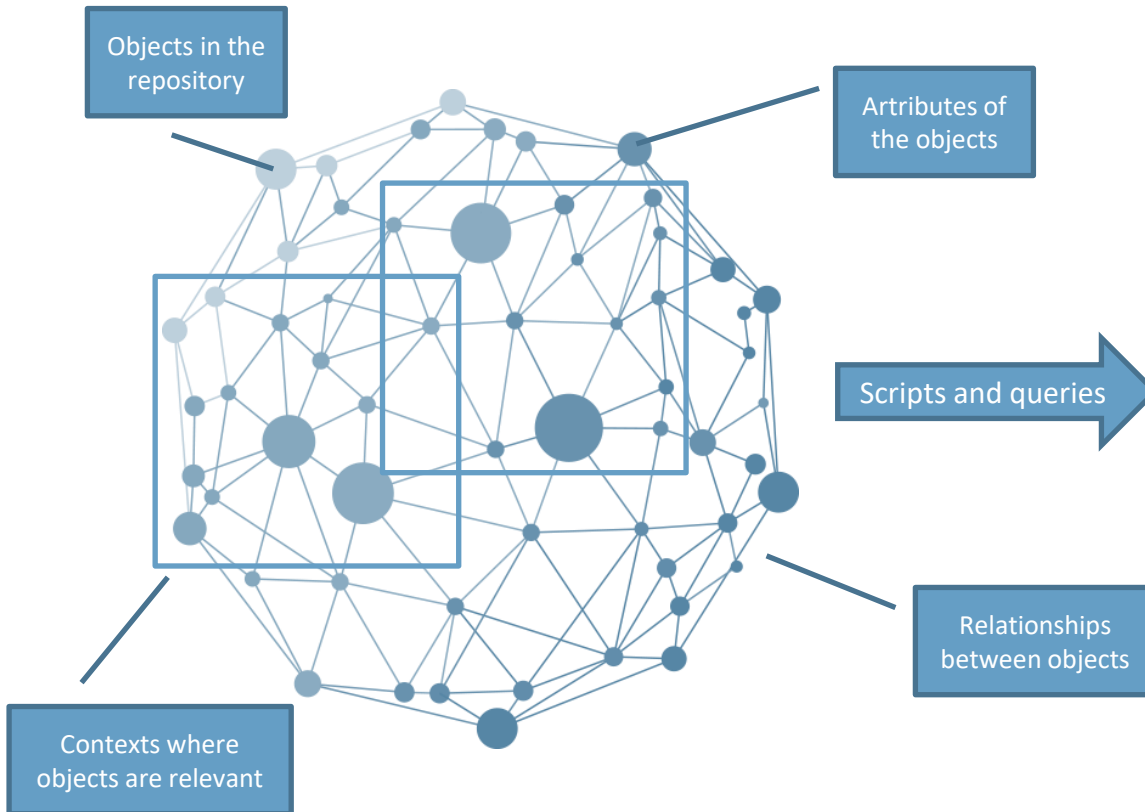 Objects in the
repository
Artributes of
the objects
Scripts and queries
Relationships
between objects
Contexts where
objects are relevant